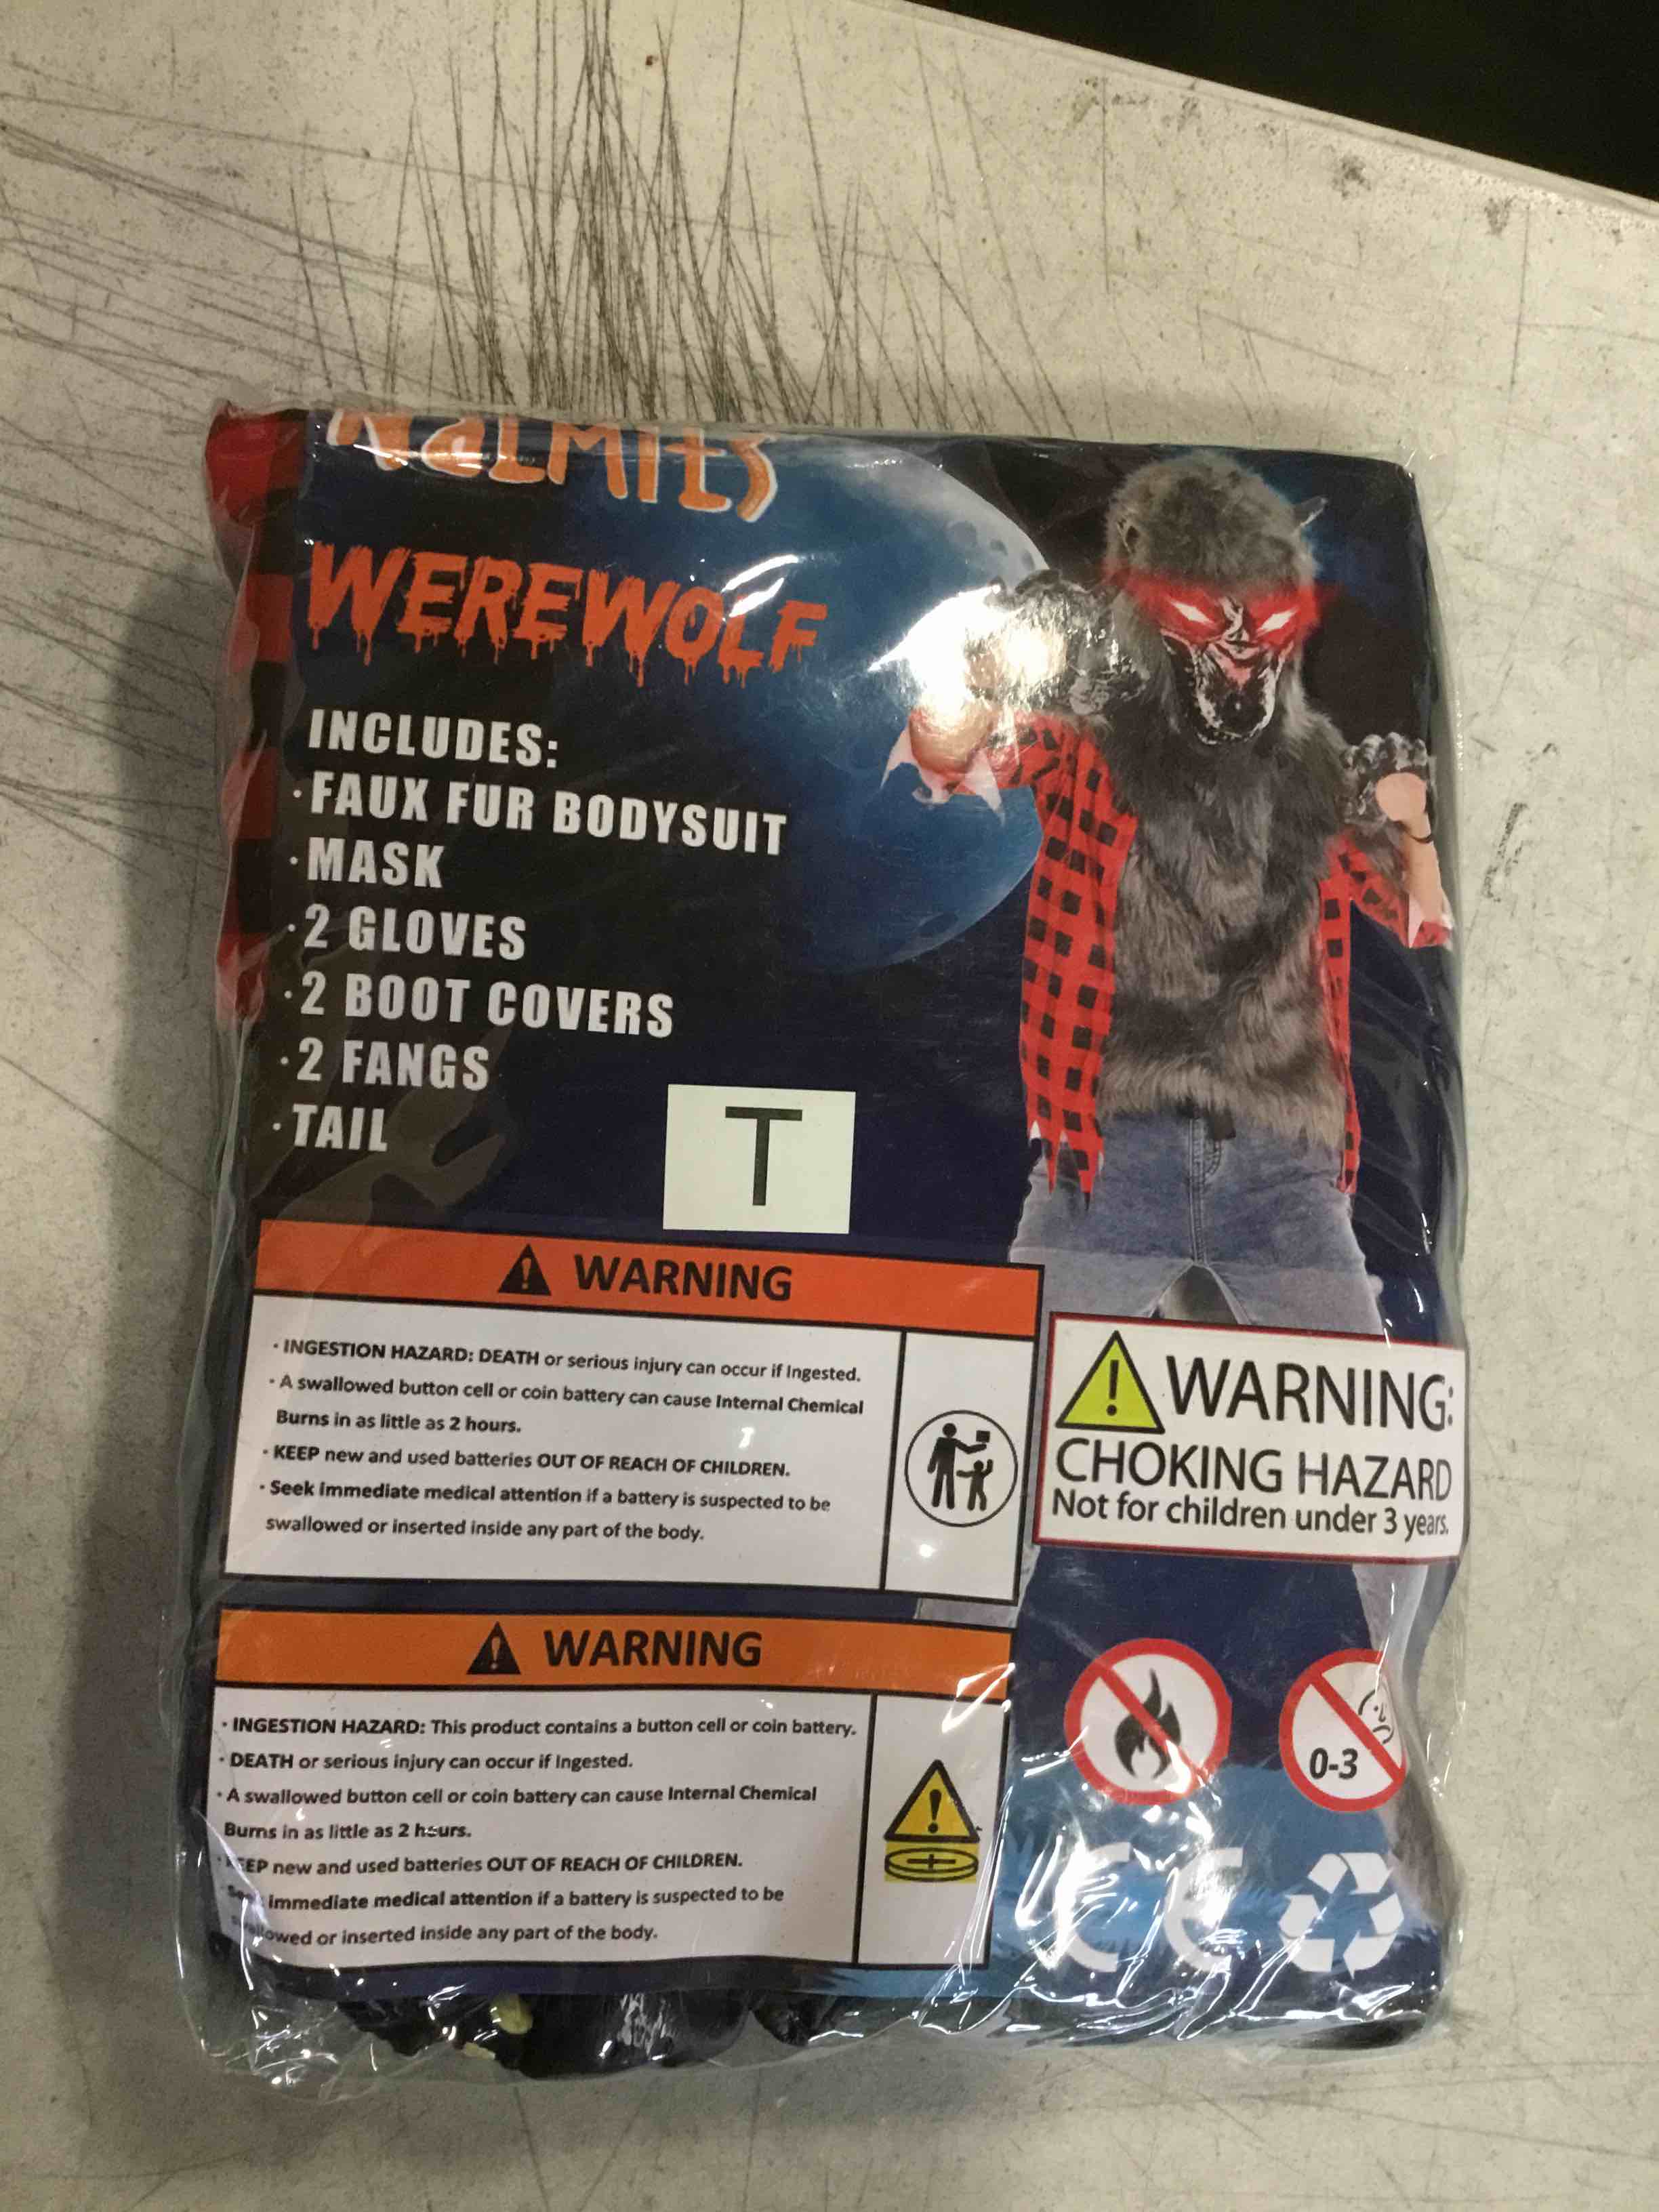 WEREWOLF
INCLUDES:
· FAUX FUR BODYSUIT
· MASK
· 2 GLOVES
· 2 BOOT COVERS
· 2 FANGS
· TAIL
T
WARNING
· INGESTION HAZARD: DEATH or serious injury can occur if Ingested.
· A swallowed button cell or coin battery can cause Internal Chemical
Burns in as little as 2 hours.
· KEEP new and used batteries OUT OF REACH OF CHILDREN.
· Seek immediate medical attention if a battery is suspected to be
swallowed or inserted inside any part of the body.
WARNING:
CHOKING HAZARD
Not for children under 3 years.
WARNING
· INGESTION HAZARD: This product contains a button cell or coin battery.
· DEATH or serious injury can occur if Ingested.
· A swallowed button cell or coin battery can cause Internal Chemical
Burns in as little as 2 hours.
KEEP new and used batteries OUT OF REACH OF CHILDREN.
Seek immediate medical attention if a battery is suspected to be
swallowed or inserted inside any part of the body.
0-3
CE